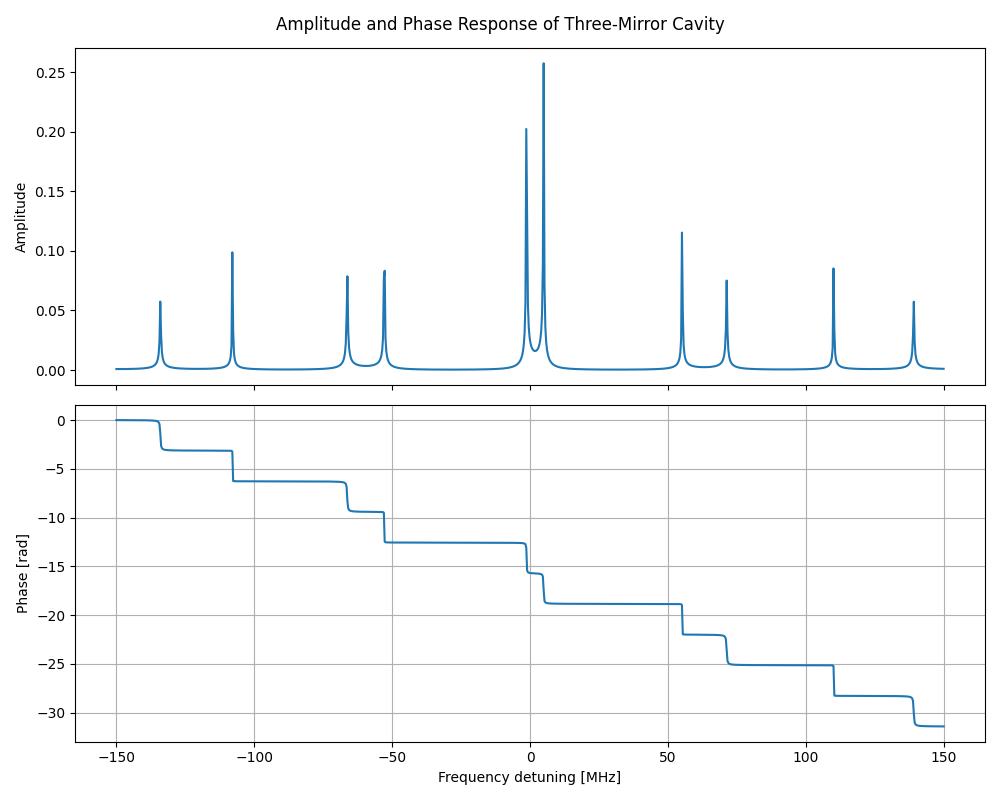 Amplitude and Phase Response of Three-Mirror Cavity
0.25
0.20
0.15
0.10
0.05
0.00
Amplitude
0
−5
−10
−15
−20
−25
−30
Phase [rad]
−150 −100 −50 0 50 100 150
Frequency detuning [MHz]